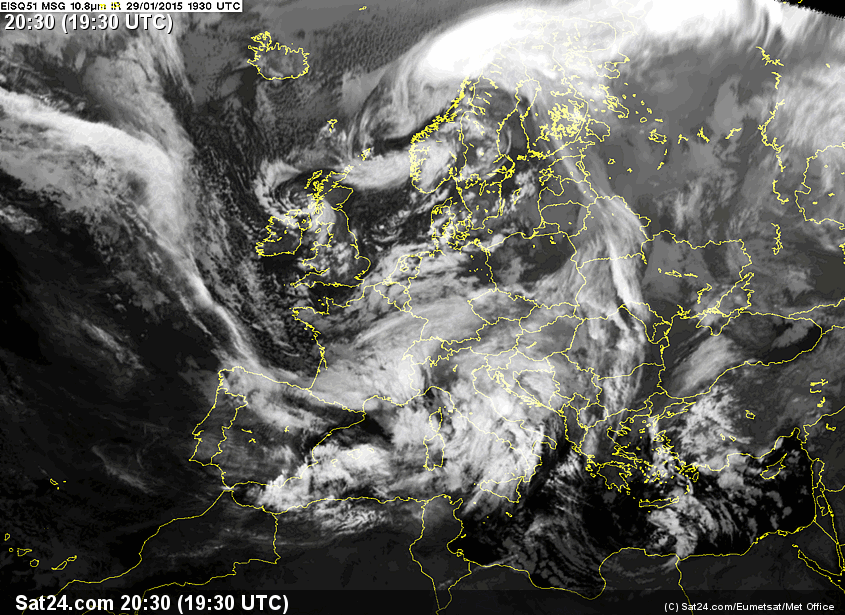 EISQ51 MSG 10.8µm IR 29/01/2015 1930 UTC
20:30 (19:30 UTC)
Sat24.com 20:30 (19:30 UTC)
(C) Sat24.com/Eumetsat/Met Office